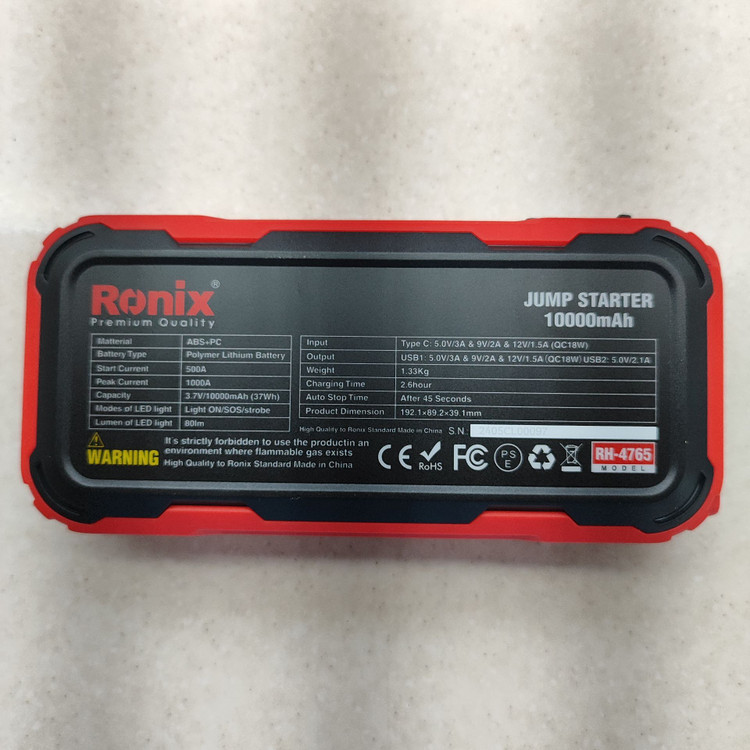 Ronix®
Premium Quality
JUMP STARTER
10000mAh
Matterial ABS+PC
Battery Type Polymer Lithium Battery
Start Current 500A
Peak Current 1000A
Capacity 3.7V/10000mAh (37Wh)
Modes of LED light Light ON/SOS/strobe
Lumen of LED light 80lm
Input Type C: 5.0V/3A & 9V/2A & 12V/1.5A (QC18W)
Output USB1: 5.0V/3A & 9V/2A & 12V/1.5A (QC18W) USB2: 5.0V/2.1A
Weight 1.33Kg
Charging Time 2.6hour
Auto Stop Time After 45 Seconds
Product Dimension 192.1×89.2×39.1mm
High Quality to Ronix Standard Made in China S.N.:
WARNING
It's strictly forbidden to use the productin an
environment where flammable gas exists
High Quality to Ronix Standard Made in China
CE RoHS FC PSE
RH-4765
MODEL